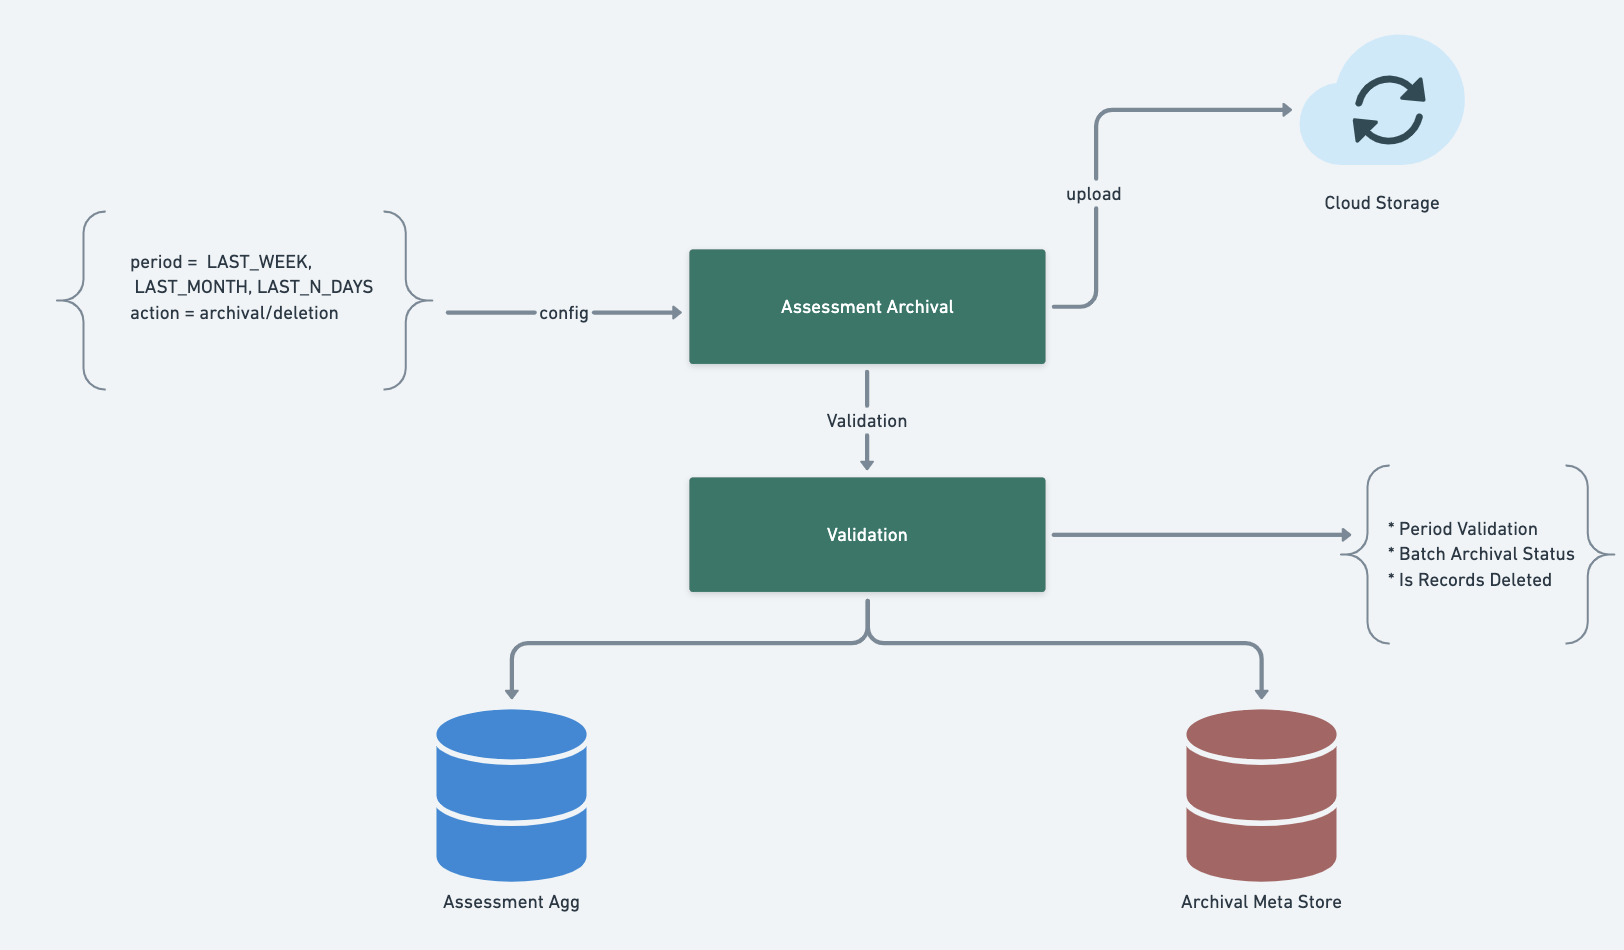 Cloud Storage
upload
period = LAST_WEEK,
LAST_MONTH, LAST_N_DAYS
action = archival/deletion
config
Assessment Archival
Validation
Validation
* Period Validation
* Batch Archival Status
* Is Records Deleted
Assessment Agg
Archival Meta Store